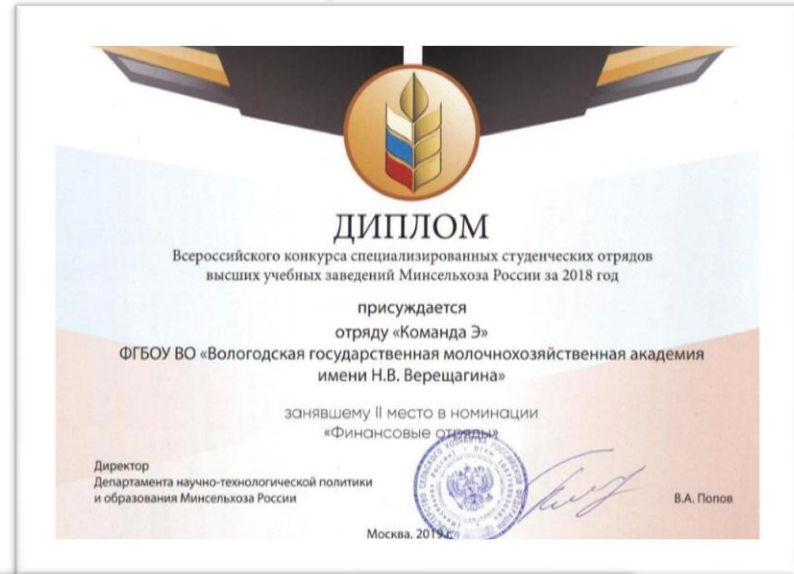 ДИПЛОМ
Всероссийского конкурса специализированных студенческих отрядов
высших учебных заведений Минсельхоза России за 2018 год
присуждается
отряду «Команда Э»
ФГБОУ ВО «Вологодская государственная молочнохозяйственная академия
имени Н.В. Верещагина»
занявшему II место в номинации
«Финансовые отряды»
Директор
Департамента научно-технологической политики
и образования Минсельхоза России
В.А. Попов
Москва, 2019 г.